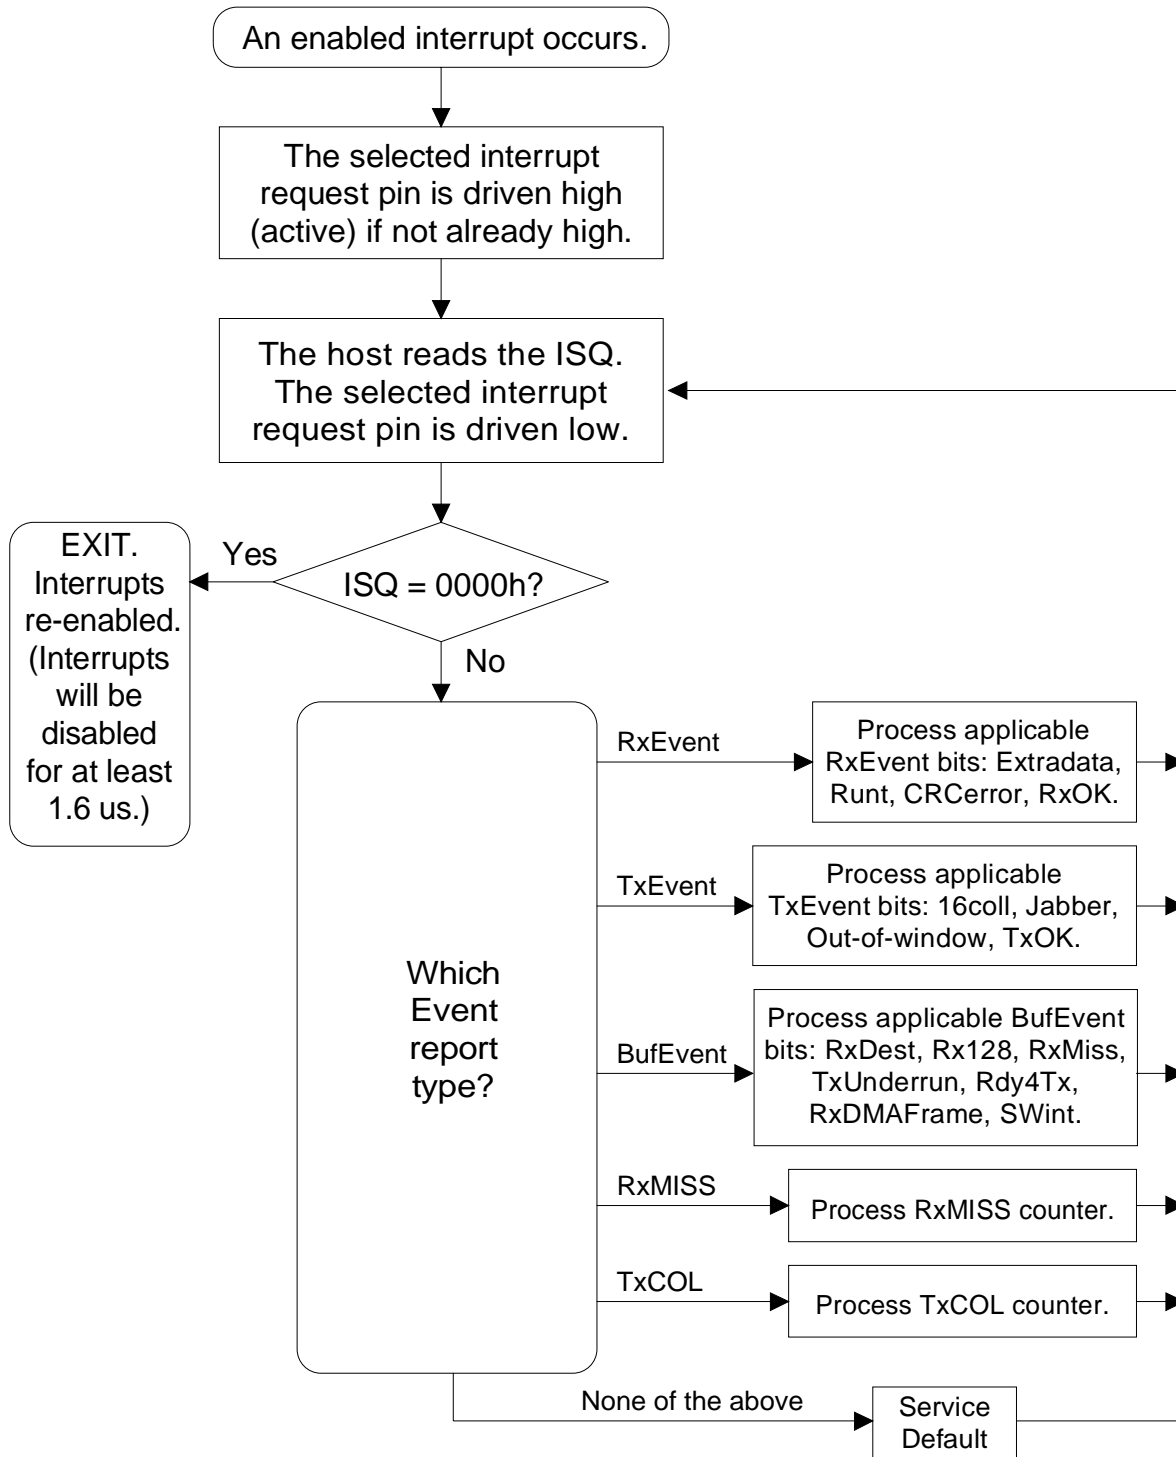 An enabled interrupt occurs.
The selected interrupt
request pin is driven high
(active) if not already high.
The host reads the ISQ.
The selected interrupt
request pin is driven low.
EXIT.
Interrupts
re-enabled.
(Interrupts
will be
disabled
for at least
1.6 us.)
Yes
ISQ = 0000h?
No
Which
Event
report
type?
RxEvent
Process applicable
RxEvent bits: Extradata,
Runt, CRCerror, RxOK.
TxEvent
Process applicable
TxEvent bits: 16coll, Jabber,
Out-of-window, TxOK.
BufEvent
Process applicable BufEvent
bits: RxDest, Rx128, RxMiss,
TxUnderrun, Rdy4Tx,
RxDMAFrame, SWint.
RxMISS
Process RxMISS counter.
TxCOL
Process TxCOL counter.
None of the above
Service
Default